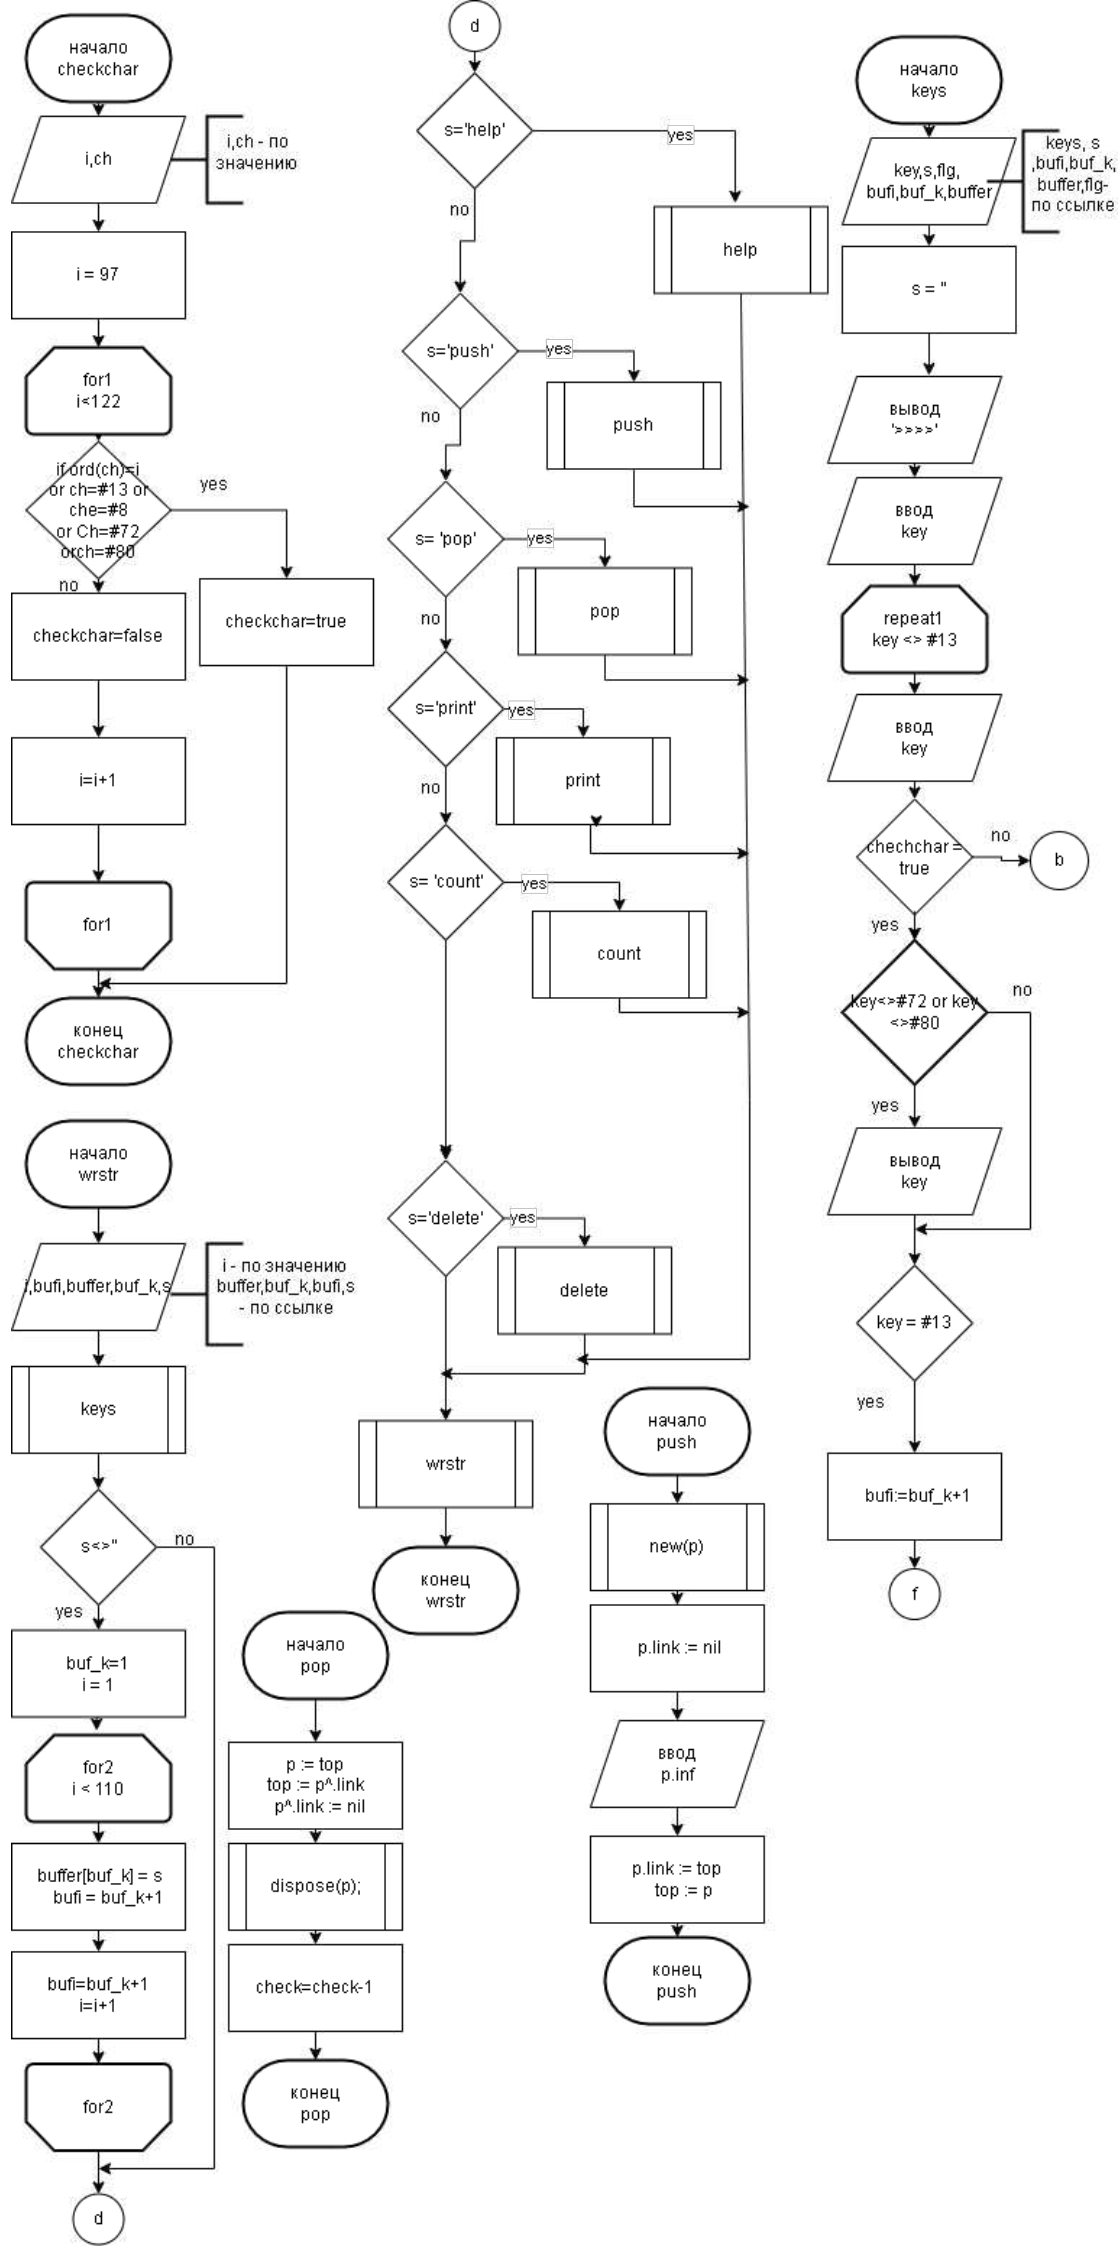 начало
checkchar
i,ch
i,ch - по
значению
i = 97
for1
i<122
if ord(ch)=i
or ch=#13 or
che=#8
or Ch=#72
orch=#80
yes
no
checkchar=false
checkchar=true
i=i+1
for1
конец
checkchar
начало
wrstr
i,bufi,buffer,buf_k,s
i - по значению
buffer,buf_k,bufi,s
- по ссылке
keys
s<>''
no
yes
buf_k=1
i = 1
for2
i < 110
buffer[buf_k] = s
bufi = buf_k+1
bufi=buf_k+1
i=i+1
for2
d
d
s='help'
yes
no
help
s='push'
yes
no
push
s= 'pop'
yes
no
pop
s='print'
yes
no
print
s= 'count'
yes
count
s='delete'
yes
delete
wrstr
конец
wrstr
начало
pop
p := top
top := p^.link
p^.link := nil
dispose(p);
check=check-1
конец
pop
начало
push
new(p)
p.link := nil
ввод
p.inf
p.link := top
top := p
конец
push
начало
keys
key,s,flg,
bufi,buf_k,buffer
keys, s
,bufi,buf_k,
buffer,flg-
по ссылке
s = ''
вывод
'>>>>'
ввод
key
repeat1
key <> #13
ввод
key
chechchar =
true
no
b
yes
key<>#72 or key
<>#80
no
yes
вывод
key
key = #13
yes
bufi:=buf_k+1
f